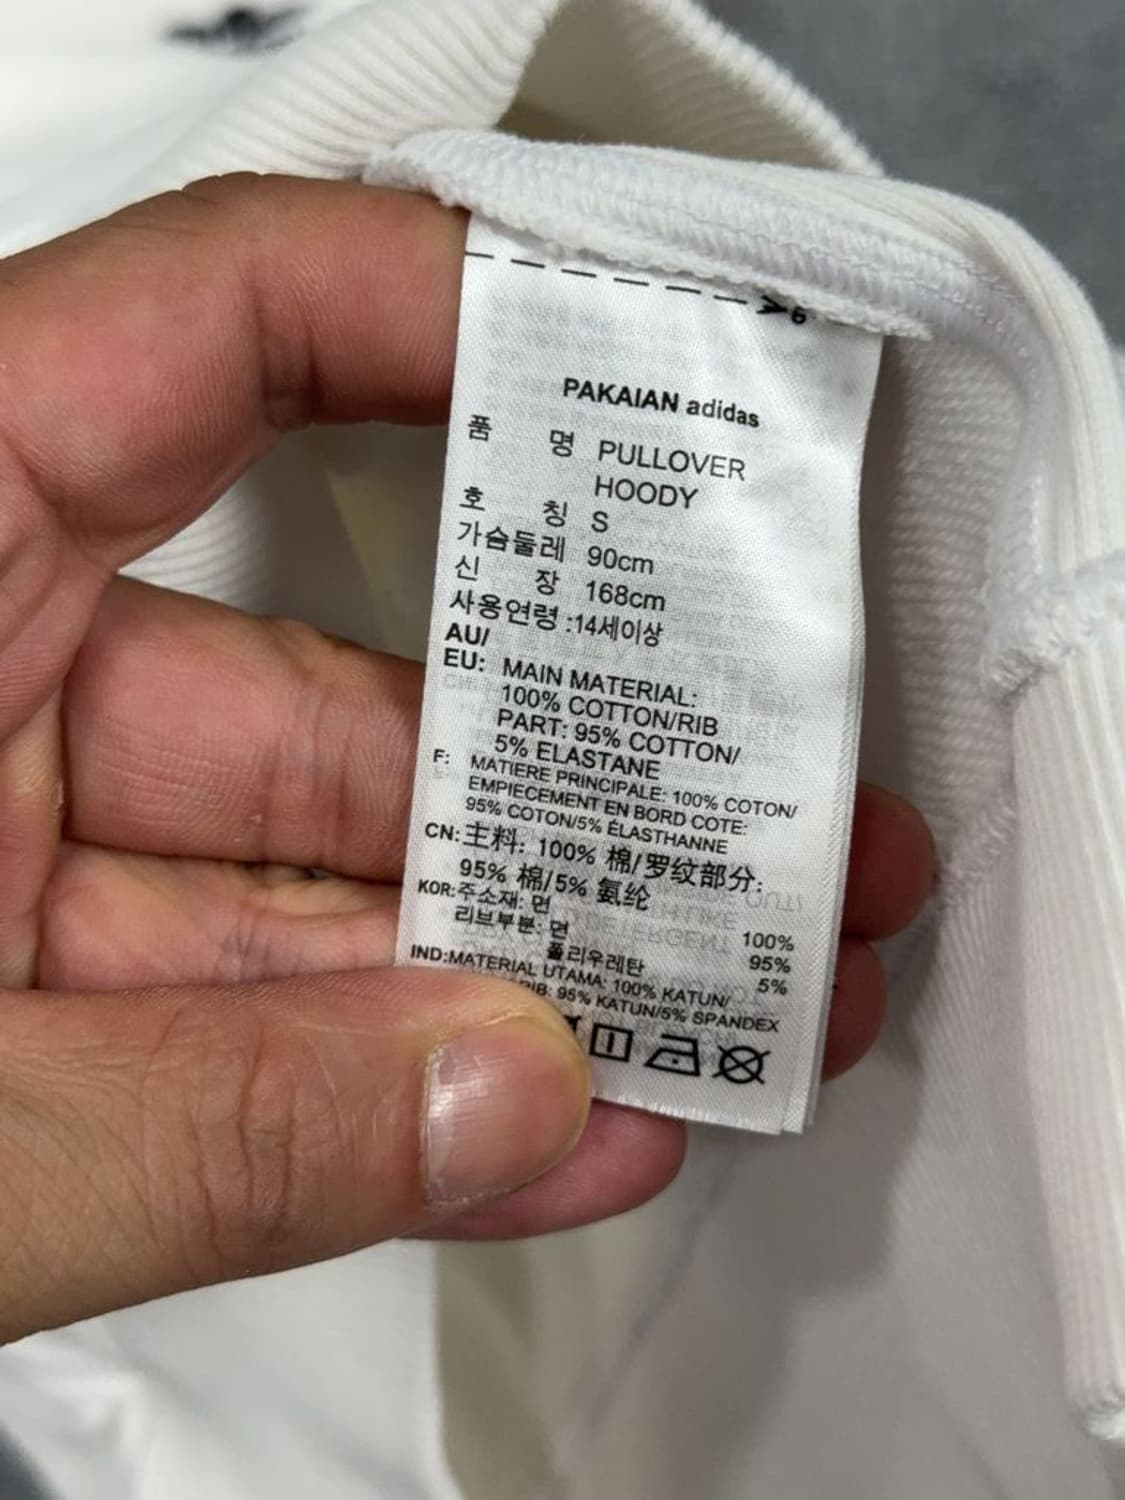 PAKAIAN adidas
품 명 PULLOVER
HOODY
호 칭 S
가슴둘레 90cm
신 장 168cm
사용연령 :14세이상
AU/
EU: MAIN MATERIAL:
100% COTTON/RIB
PART: 95% COTTON/
5% ELASTANE
F: MATIERE PRINCIPALE: 100% COTON/
EMPIECEMENT EN BORD COTE:
95% COTON/5% ÉLASTHANNE
CN: 主料: 100% 棉/罗纹部分:
95% 棉/5% 氨纶
KOR: 주소재: 면 100%
리브부분: 면 95%
폴리우레탄 5%
IND: MATERIAL UTAMA: 100% KATUN/
RIB: 95% KATUN/5% SPANDEX